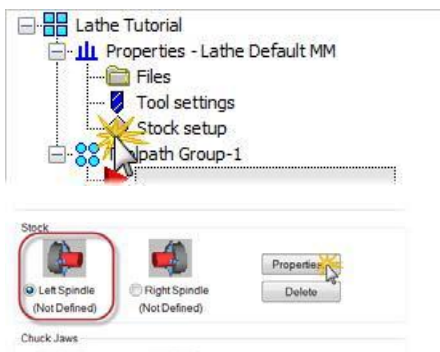 Lathe Tutorial
Properties - Lathe Default MM
Files
Tool settings
Stock setup
lpath Group-1
Stock
Left Spindle
(Not Defined)
Right Spindle
(Not Defined)
Properties
Delete
Chuck Jaws